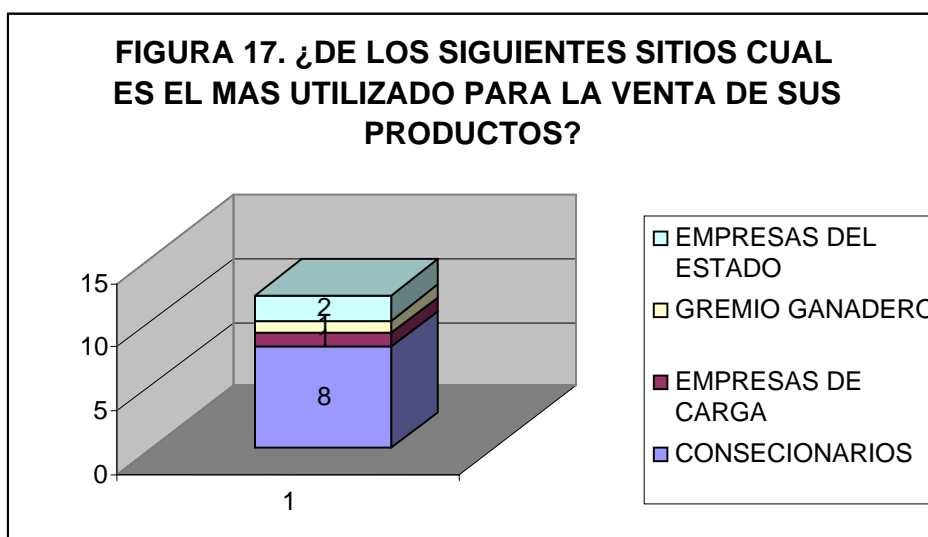 FIGURA 17. ¿DE LOS SIGUIENTES SITIOS CUAL
ES EL MAS UTILIZADO PARA LA VENTA DE SUS
PRODUCTOS?
15
10
5
0
2
1
1
8
1
EMPRESAS DEL
ESTADO
GREMIO GANADERO
EMPRESAS DE
CARGA
CONSECIONARIOS